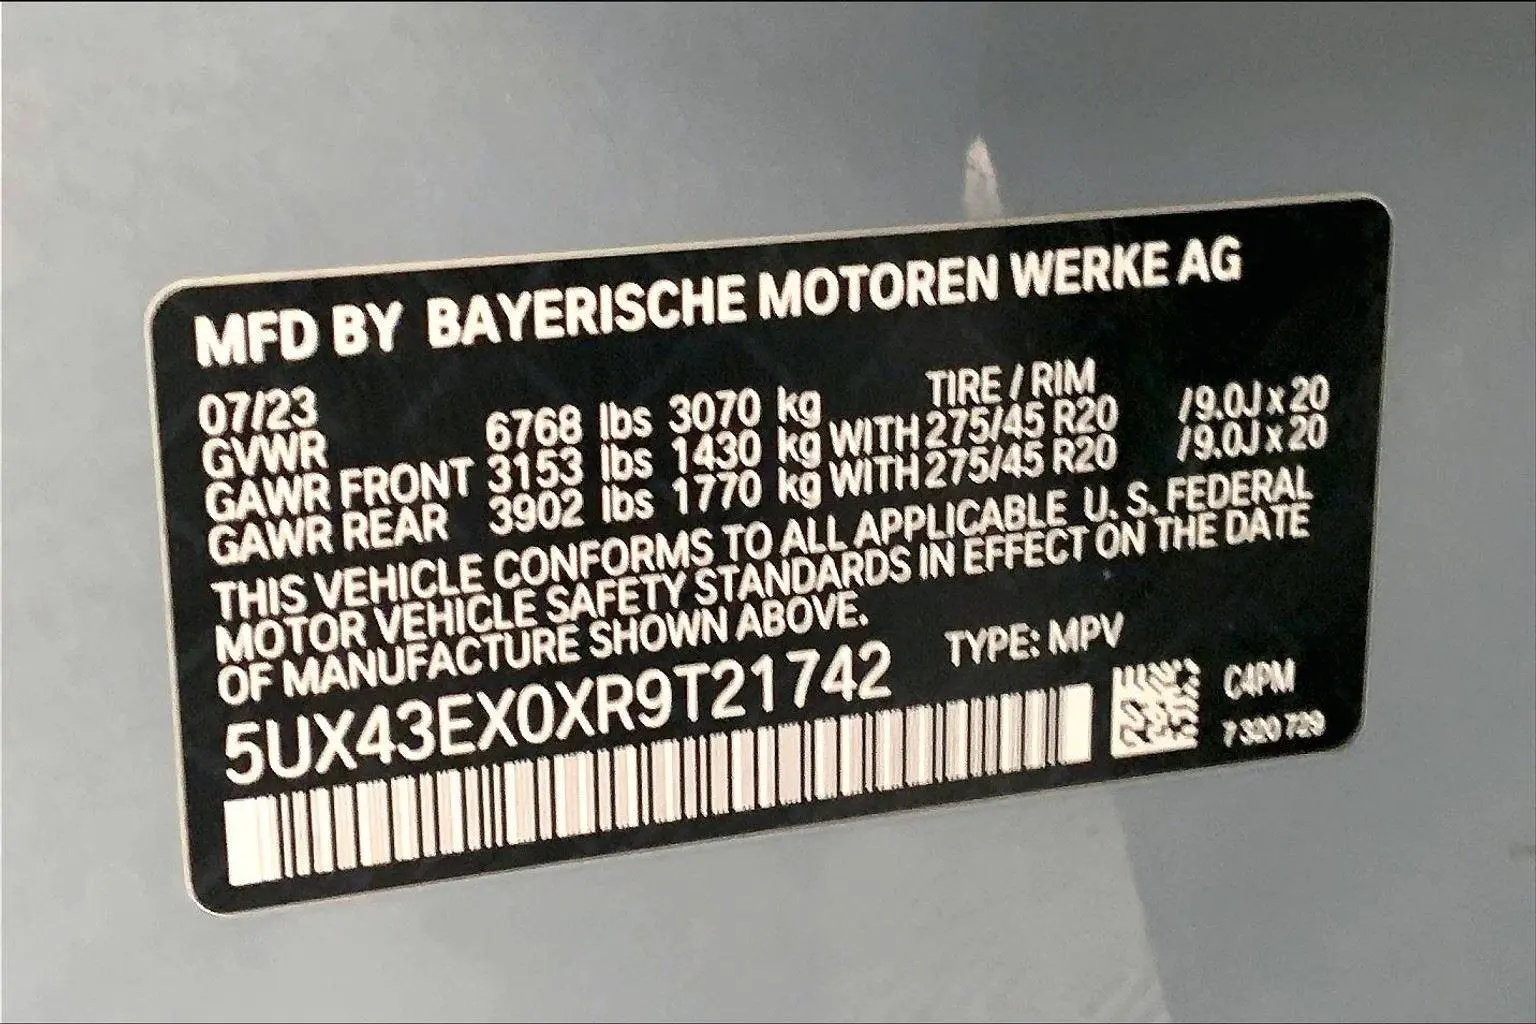 MFD BY BAYERISCHE MOTOREN WERKE AG
07/23 TIRE / RIM
GVWR 6768 lbs 3070 kg
GAWR FRONT 3153 lbs 1430 kg WITH 275/45 R20 /9.0J x 20
GAWR REAR 3902 lbs 1770 kg WITH 275/45 R20 /9.0J x 20
THIS VEHICLE CONFORMS TO ALL APPLICABLE U. S. FEDERAL
MOTOR VEHICLE SAFETY STANDARDS IN EFFECT ON THE DATE
OF MANUFACTURE SHOWN ABOVE.
5UX43EX0XR9T21742 TYPE: MPV
C4PM
7 320 729